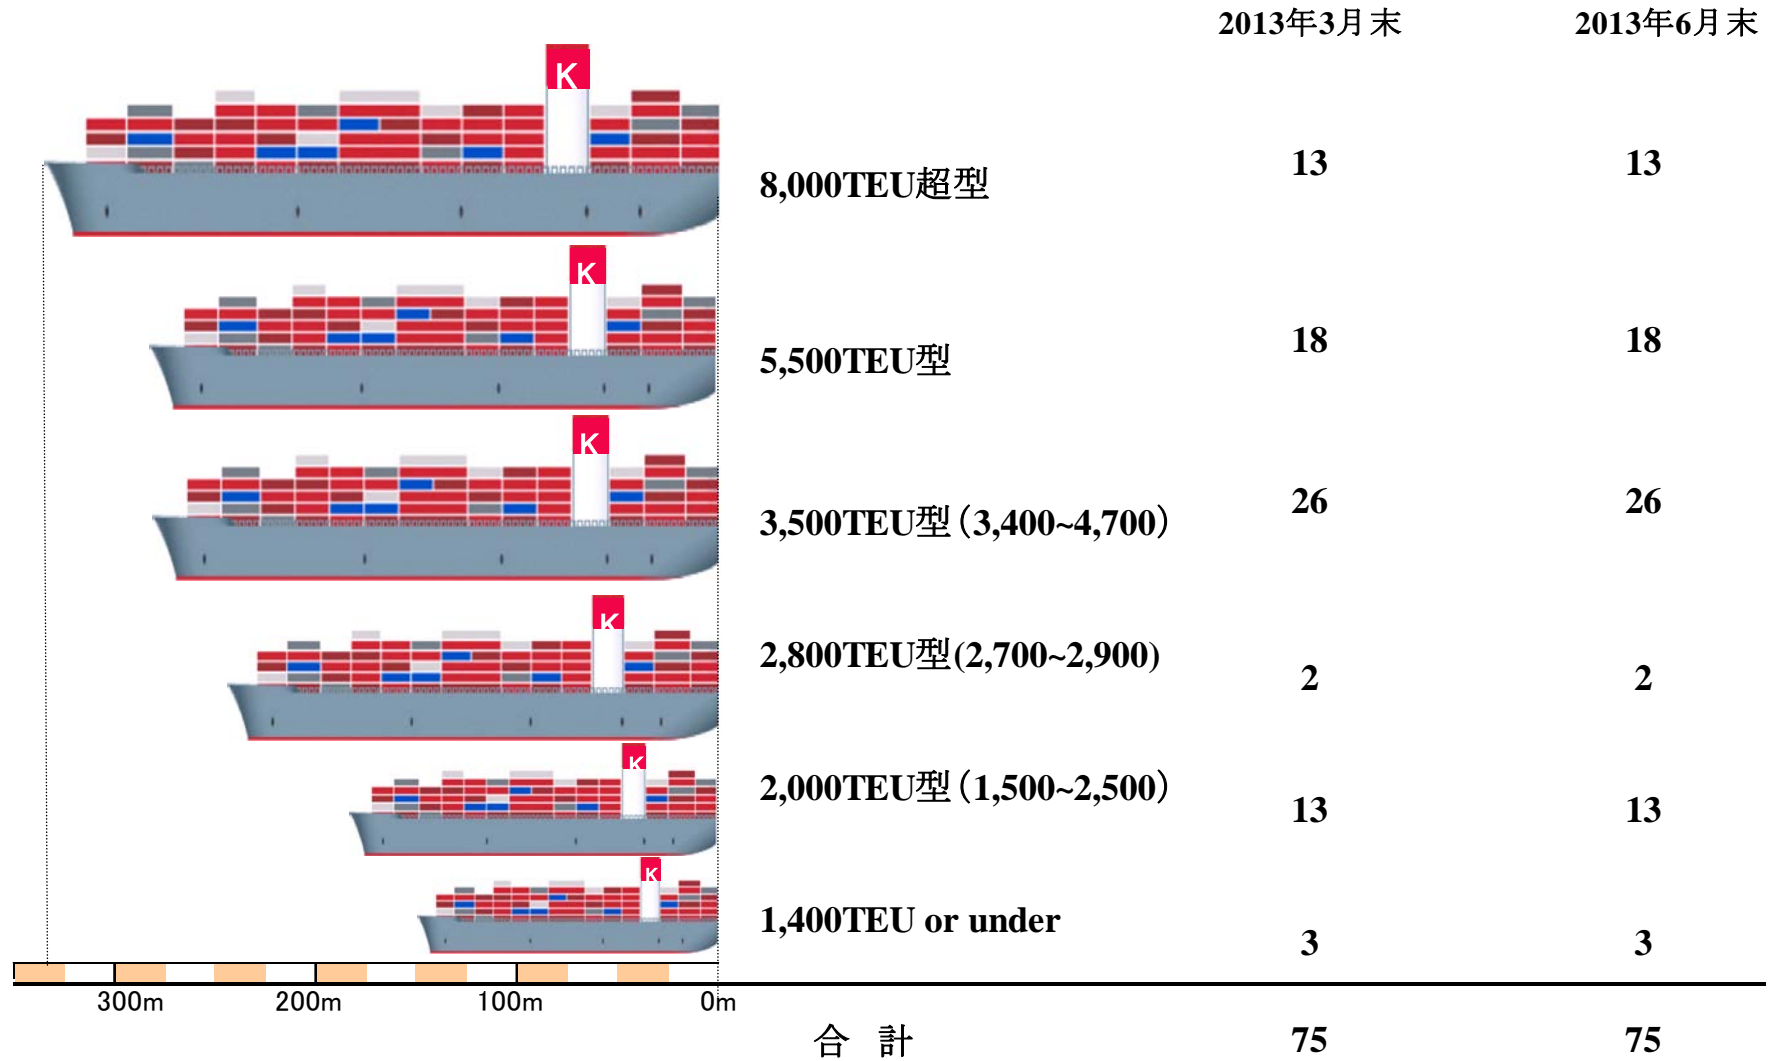 2013年3月末 2013年6月末
K
8,000TEU超型 13 13
K
5,500TEU型 18 18
K
3,500TEU型（3,400~4,700） 26 26
K
2,800TEU型(2,700~2,900) 2 2
K
2,000TEU型（1,500~2,500） 13 13
K
1,400TEU or under 3 3
300m 200m 100m 0m
合 計 75 75